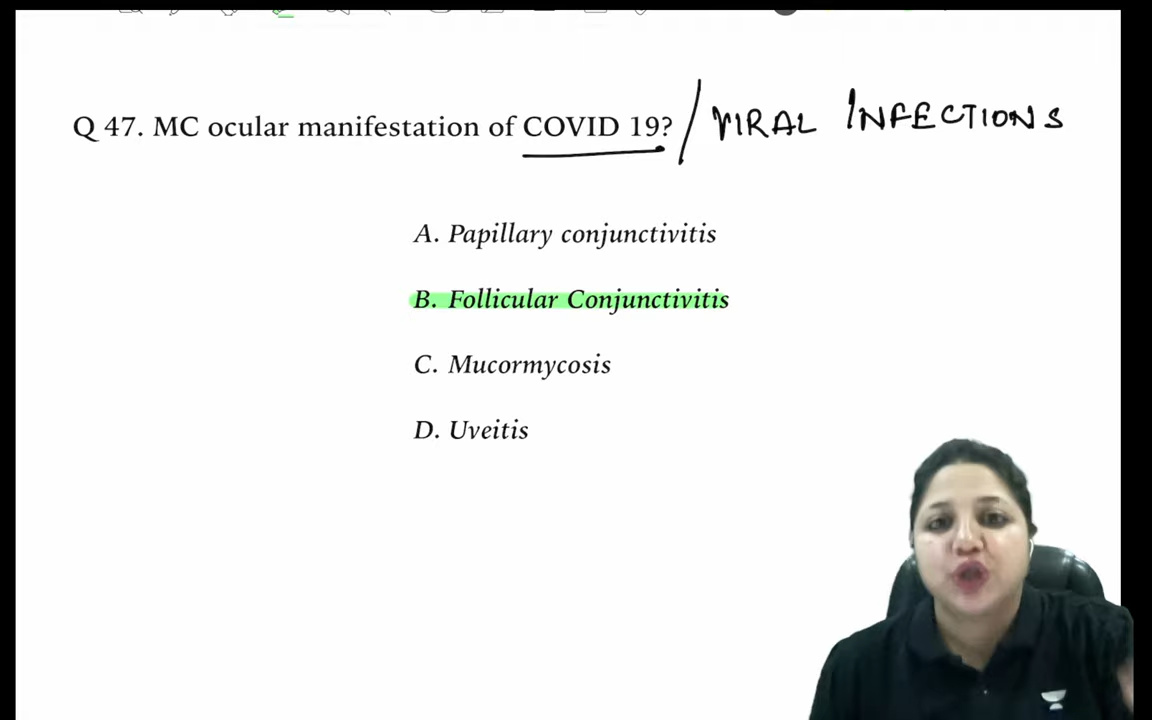 Q 47. MC ocular manifestation of COVID 19? / VIRAL INFECTIONS
A. Papillary conjunctivitis
B. Follicular Conjunctivitis
C. Mucormycosis
D. Uveitis